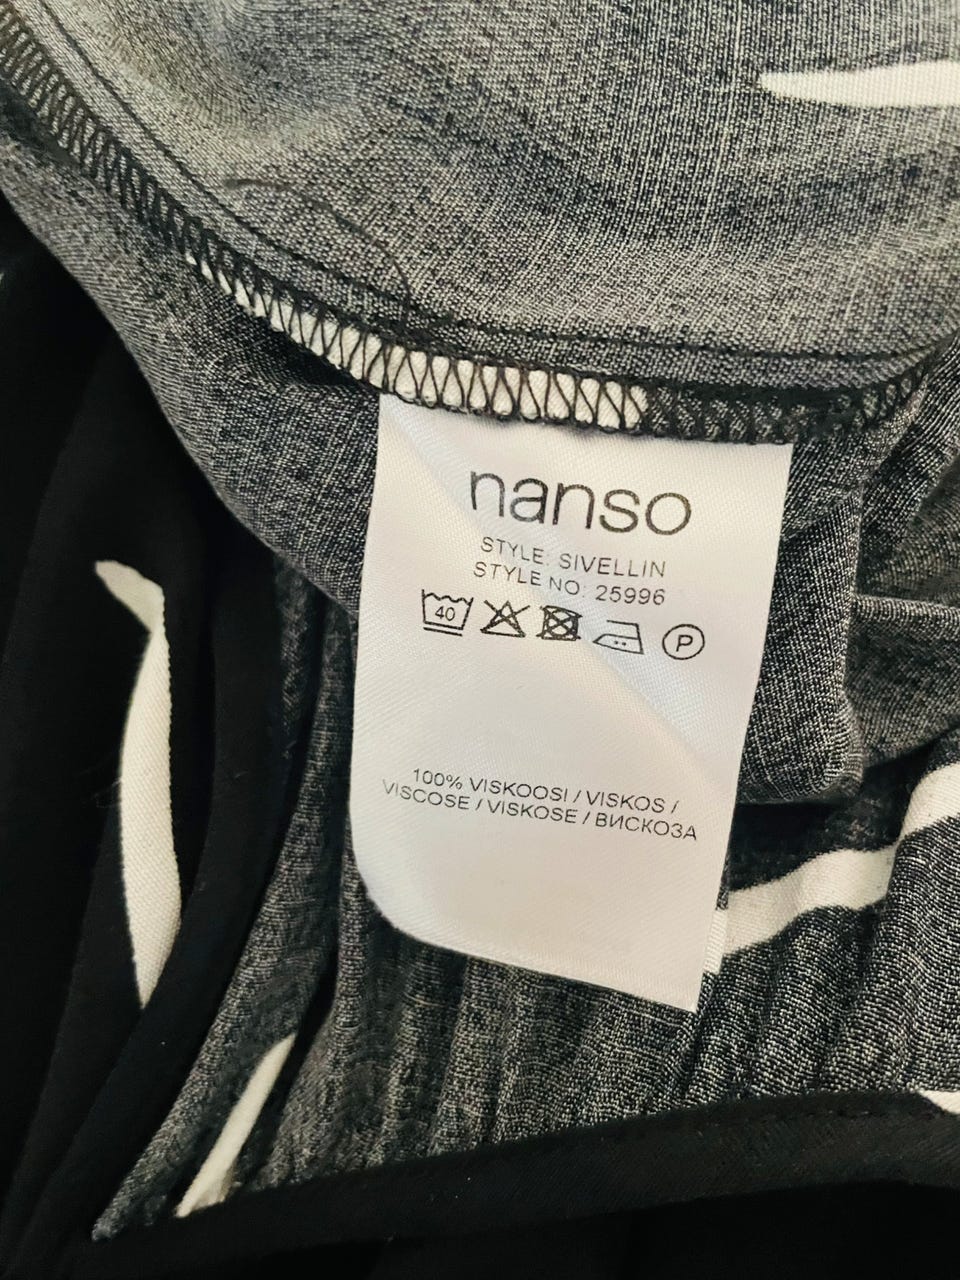 nanso
STYLE: SIVELLIN
STYLE NO: 25996
40 P
100% VISKOOSI / VISKOS /
VISCOSE / VISKOSE / ВИСКОЗА